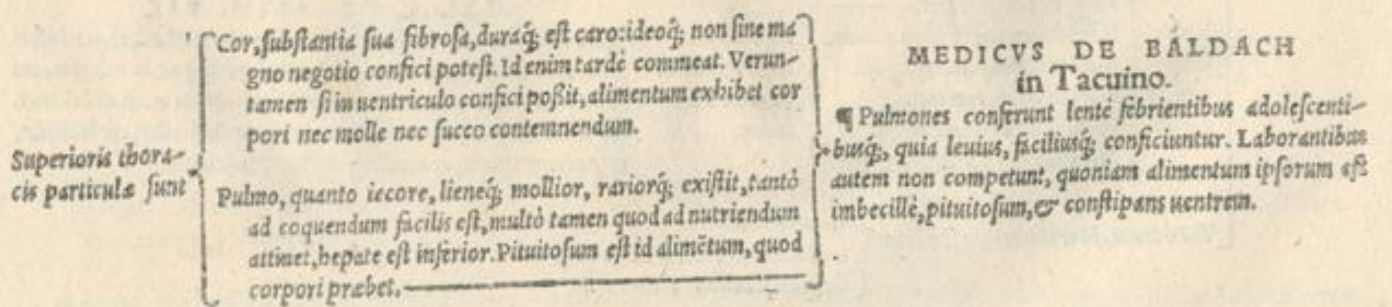 Superioris thora-
cis particulæ sunt
Cor, substantia sua fibrosa, duraq́; est caro: ideoq́; non sine ma
gno negotio confici potest. Id enim tardè commeat. Verun-
tamen si in uentriculo confici poßit, alimentum exhibet cor
pori nec molle nec succo contemnendum.
Pulmo, quanto iecore, lieneq́; mollior, rariorq́; existit, tantò
ad coquendum facilis est, multò tamen quod ad nutriendum
attinet, hepate est inferior. Pituitosum est id alimẽtum, quod
corpori præbet.
MEDICVS DE BALDACH
in Tacuino.
¶ Pulmones conferunt lentè febrientibus adolescenti-
busq́;, quia leuius, faciliusq́; conficiuntur. Laborantibus
autem non competunt, quoniam alimentum ipsorum est
imbecille, pituitosum, & constipans uentrem.